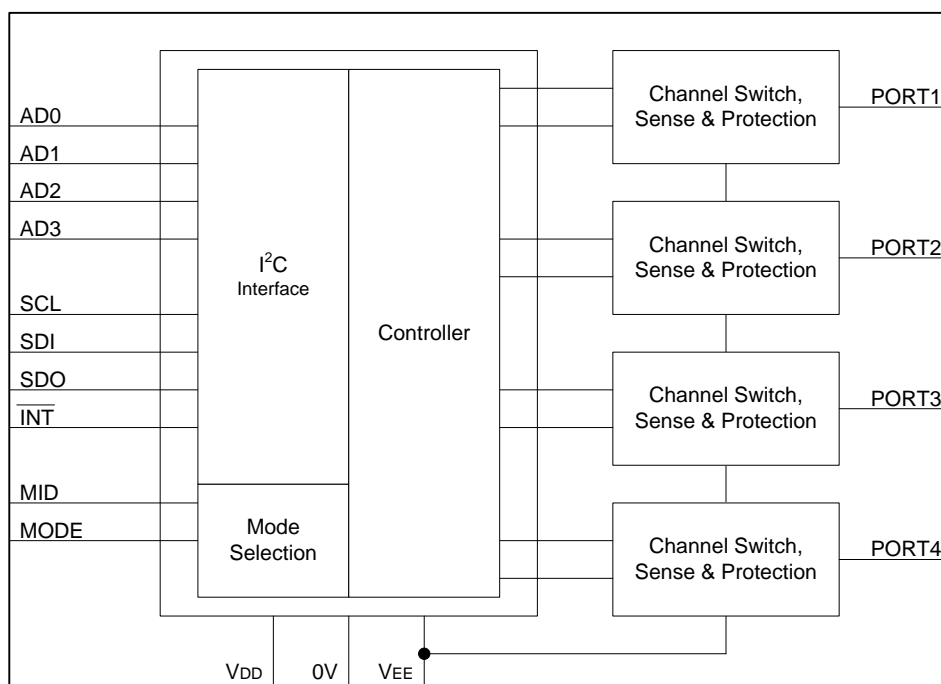 AD0
AD1
AD2
AD3
SCL
SDI
SDO
INT
MID
MODE
I²C
Interface
Mode
Selection
Controller
Channel Switch,
Sense & Protection
PORT1
Channel Switch,
Sense & Protection
PORT2
Channel Switch,
Sense & Protection
PORT3
Channel Switch,
Sense & Protection
PORT4
VDD
0V
VEE